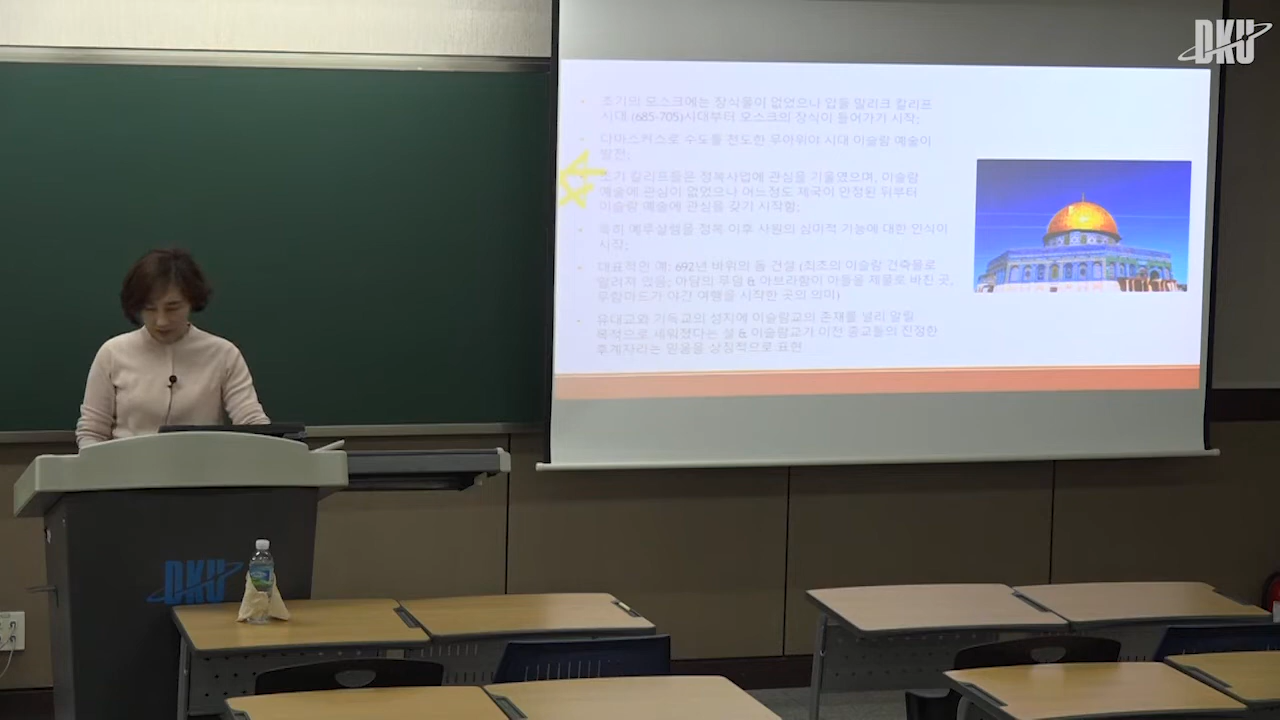 DKU
초기의 모스크에는 장식물이 없었으나 압둘 말리크 칼리프
시대 (685-705)시대부터 모스크의 장식이 들어가기 시작;
다마스커스로 수도를 천도한 무아위야 시대 이슬람 예술이
발전;
초기 칼리프들은 정복사업에 관심을 기울였으며, 이슬람
예술에 관심이 없었으나 어느정도 제국이 안정된 뒤부터
이슬람 예술에 관심을 갖기 시작함;
특히 예루살렘을 정복 이후 사원의 심미적 기능에 대한 인식이
시작;
대표적인 예: 692년 바위의 돔 건설 (최초의 이슬람 건축물로
알려져 있음; 아담의 무덤 & 아브라함이 아들을 제물로 바친 곳,
무함마드가 야간 여행를 시작한 곳의 의미)
유대교와 기독교의 성지에 이슬람교의 존재를 널리 알릴
목적으로 세워졌다는 설 & 이슬람교가 이전 종교들의 진정한
후계자라는 믿음을 상징적으로 표현
DKU